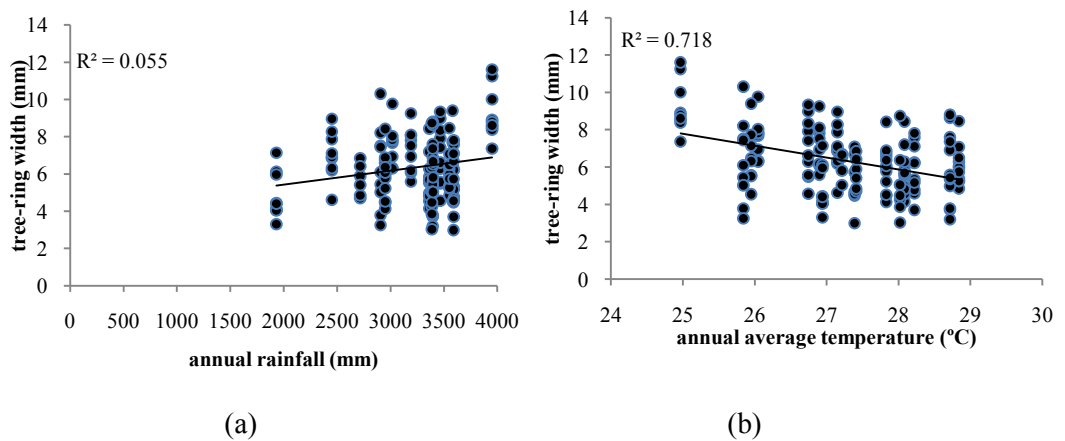 R² = 0.055
tree-ring width (mm)
14
12
10
8
6
4
2
0
0 500 1000 1500 2000 2500 3000 3500 4000
annual rainfall (mm)
(a)
R² = 0.718
tree-ring width (mm)
14
12
10
8
6
4
2
0
24 25 26 27 28 29 30
annual average temperature (ºC)
(b)